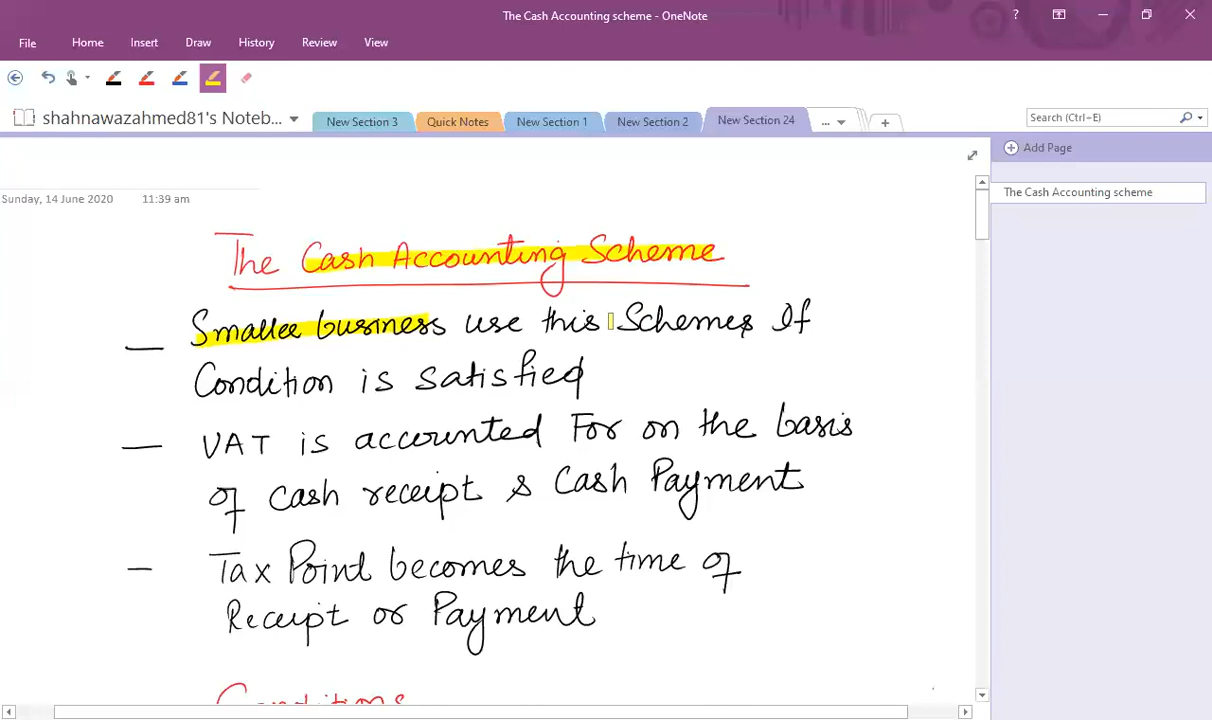 The Cash Accounting scheme - OneNote
?
File Home Insert Draw History Review View
shahnawazahmed81's Noteb... New Section 3 Quick Notes New Section 1 New Section 2 New Section 24 ... Search (Ctrl+E)
Add Page
The Cash Accounting scheme
Sunday, 14 June 2020 11:39 am
The Cash Accounting Scheme
— Smaller business use this Schemes If
Condition is satisfied
— VAT is accounted For on the basis
of cash receipt & Cash Payment
— Tax Point becomes the time of
Receipt or Payment
Conditions